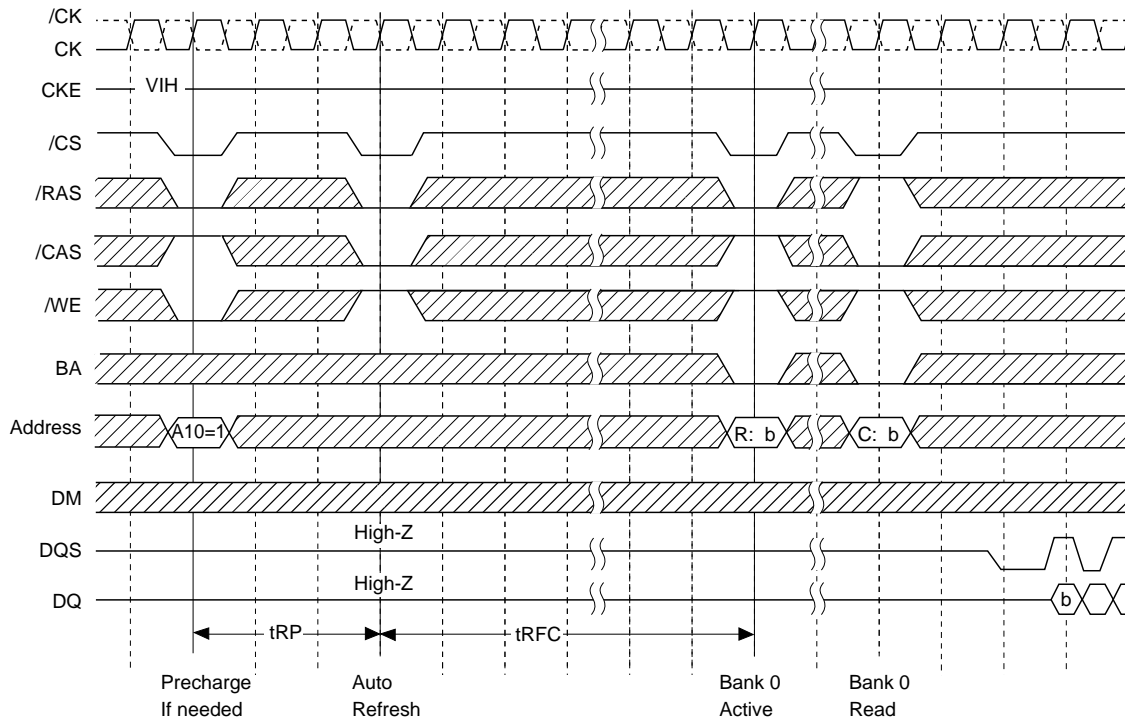 /CK
CK
CKE VIH
/CS
/RAS
/CAS
/WE
BA
Address A10=1 R: b C: b
DM
High-Z
DQS
High-Z
DQ b
tRP tRFC
Precharge Auto Bank 0 Bank 0
If needed Refresh Active Read